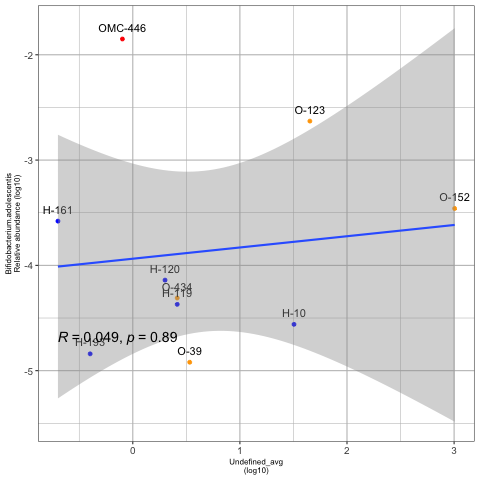 OMC-446
-2
O-123
-3
O-152
H-161
Bifidobacterium.adolescentis
Relative abundance (log10)
-4
H-120
O-434
H-119
H-10
R = 0.049, p = 0.89
H-193
O-39
-5
0
1
2
3
Undefined_avg
(log10)